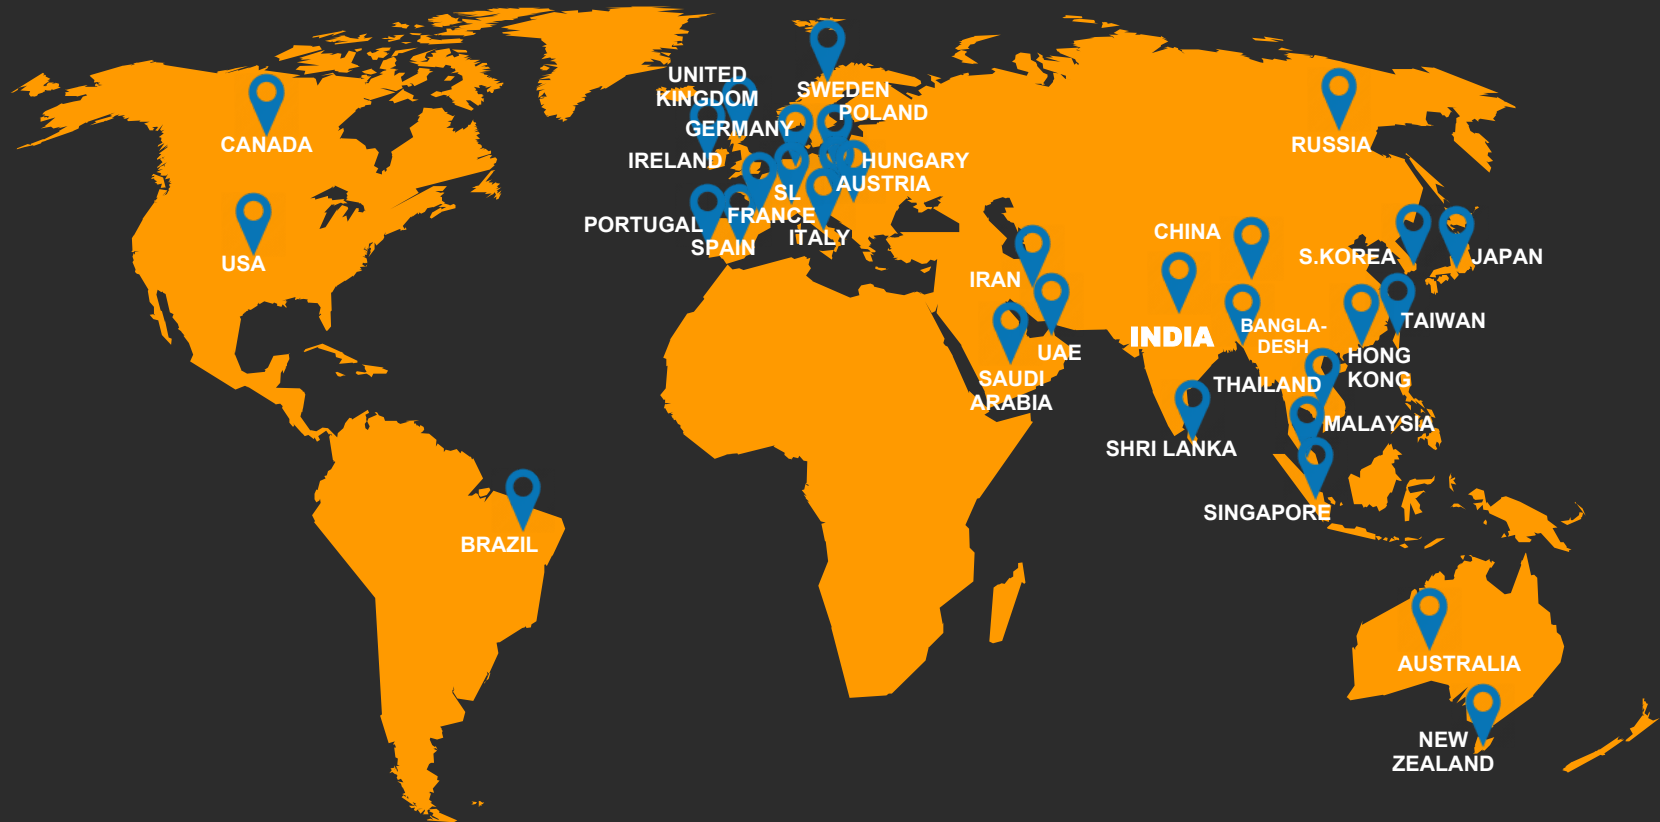 UNITED
KINGDOM
SWEDEN
POLAND
GERMANY
CANADA
RUSSIA
IRELAND
HUNGARY
AUSTRIA
SL
FRANCE
PORTUGAL
SPAIN
ITALY
USA
CHINA
S.KOREA
JAPAN
IRAN
INDIA
BANGLA-
DESH
TAIWAN
UAE
HONG
KONG
SAUDI
ARABIA
THAILAND
MALAYSIA
SHRI LANKA
SINGAPORE
BRAZIL
AUSTRALIA
NEW
ZEALAND